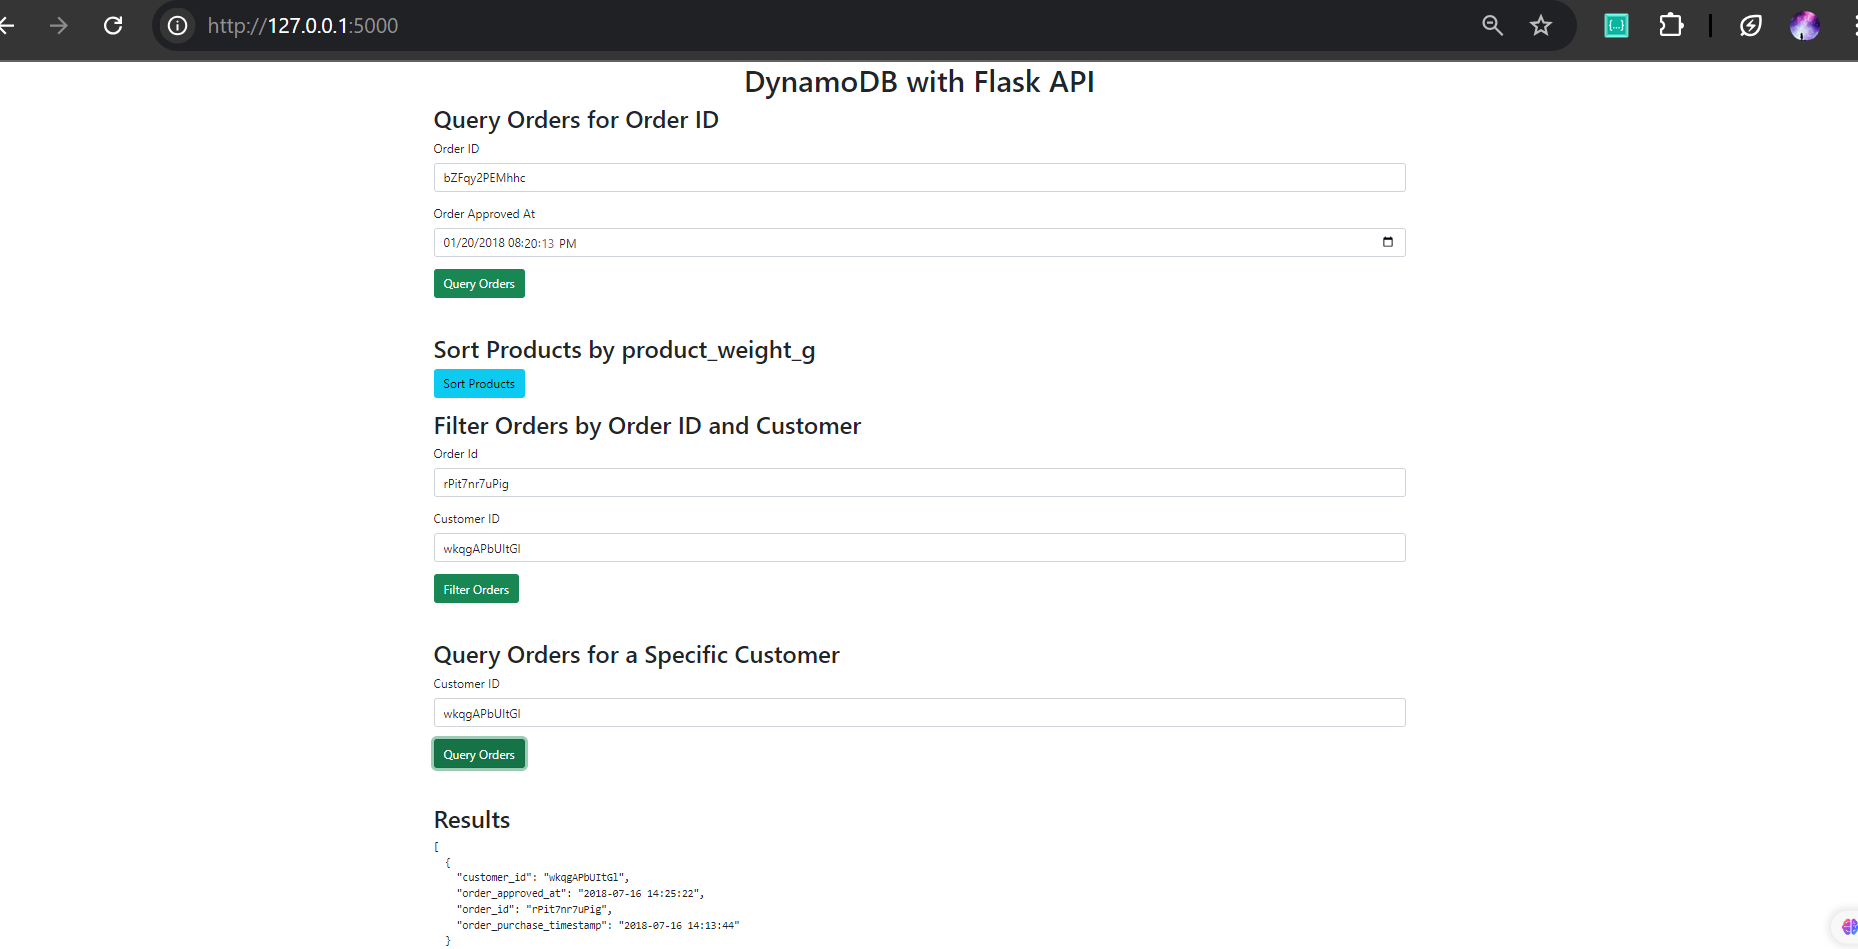 http://127.0.0.1:5000
{...}
DynamoDB with Flask API
Query Orders for Order ID
Order ID
bZFqy2PEMhhc
Order Approved At
01/20/2018 08:20:13 PM
Query Orders
Sort Products by product_weight_g
Sort Products
Filter Orders by Order ID and Customer
Order Id
rPit7nr7uPig
Customer ID
wkqgAPbUItGl
Filter Orders
Query Orders for a Specific Customer
Customer ID
wkqgAPbUItGl
Query Orders
Results
[
{
"customer_id": "wkqgAPbUItGl",
"order_approved_at": "2018-07-16 14:25:22",
"order_id": "rPit7nr7uPig",
"order_purchase_timestamp": "2018-07-16 14:13:44"
}